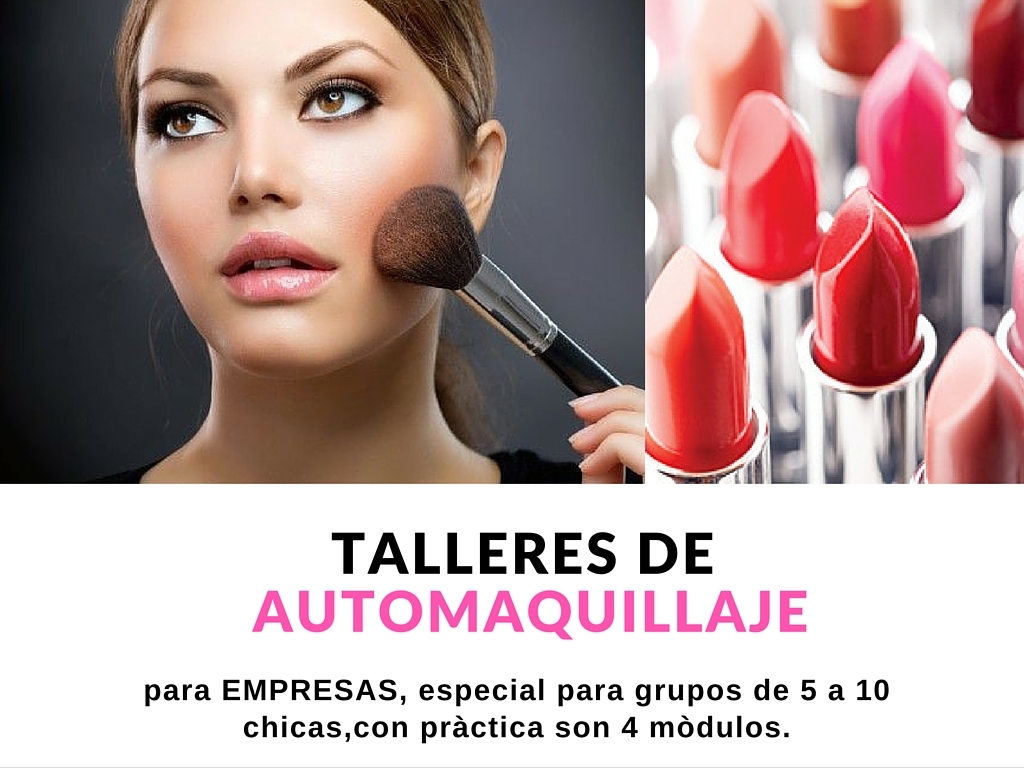 TALLERES DE
AUTOMAQUILLAJE
para EMPRESAS, especial para grupos de 5 a 10
chicas,con pràctica son 4 mòdulos.